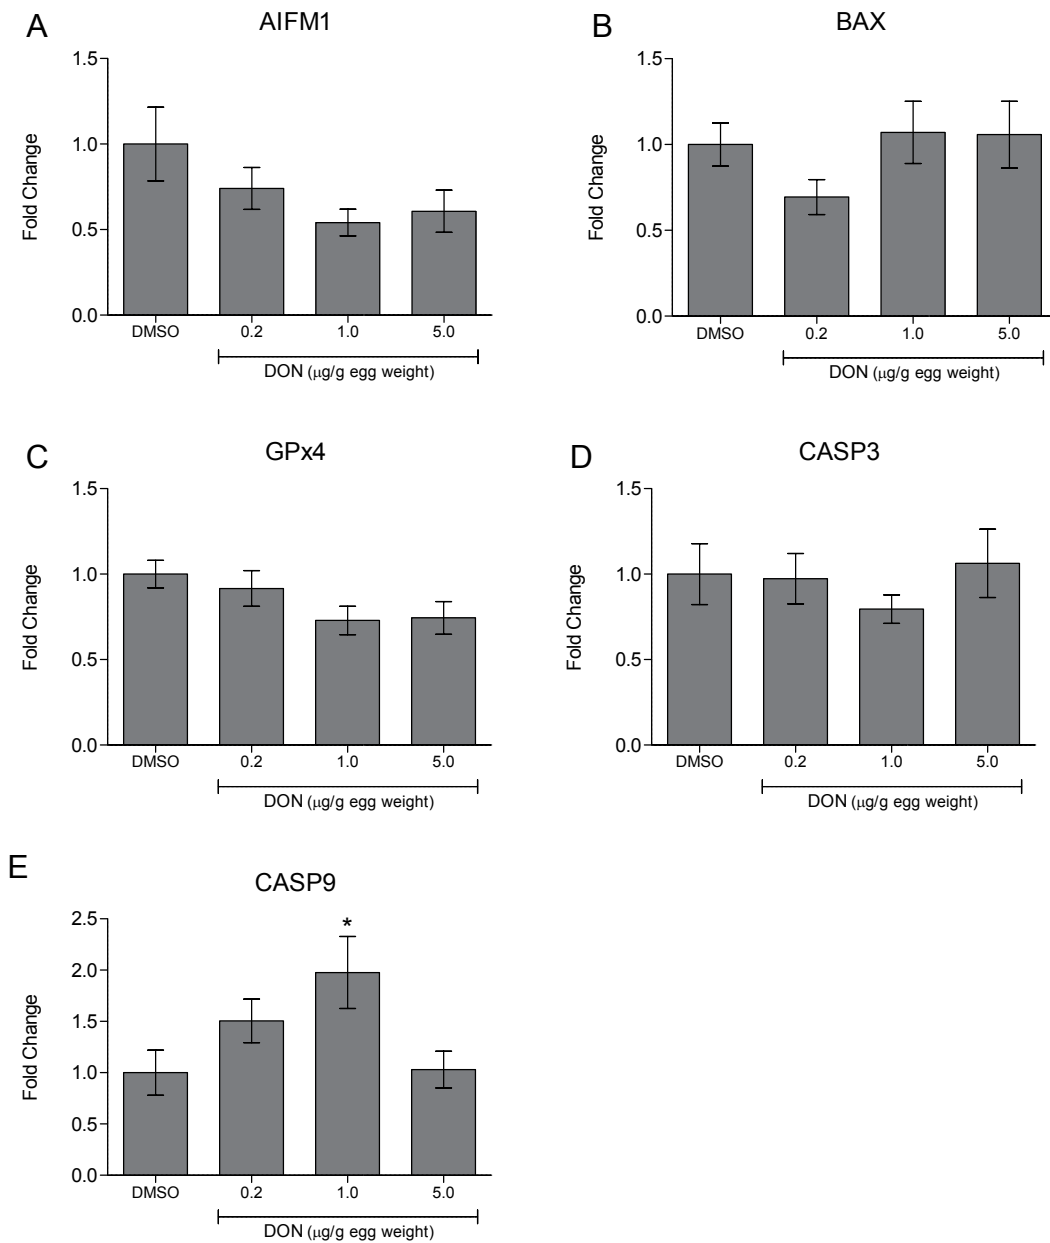 A
AIFM1
Fold Change
1.5
1.0
0.5
0.0
DMSO 0.2 1.0 5.0
DON (μg/g egg weight)
B
BAX
Fold Change
1.5
1.0
0.5
0.0
DMSO 0.2 1.0 5.0
DON (μg/g egg weight)
C
GPx4
Fold Change
1.5
1.0
0.5
0.0
DMSO 0.2 1.0 5.0
DON (μg/g egg weight)
D
CASP3
Fold Change
1.5
1.0
0.5
0.0
DMSO 0.2 1.0 5.0
DON (μg/g egg weight)
E
CASP9
Fold Change
2.5
2.0
1.5
1.0
0.5
0.0
*
DMSO 0.2 1.0 5.0
DON (μg/g egg weight)